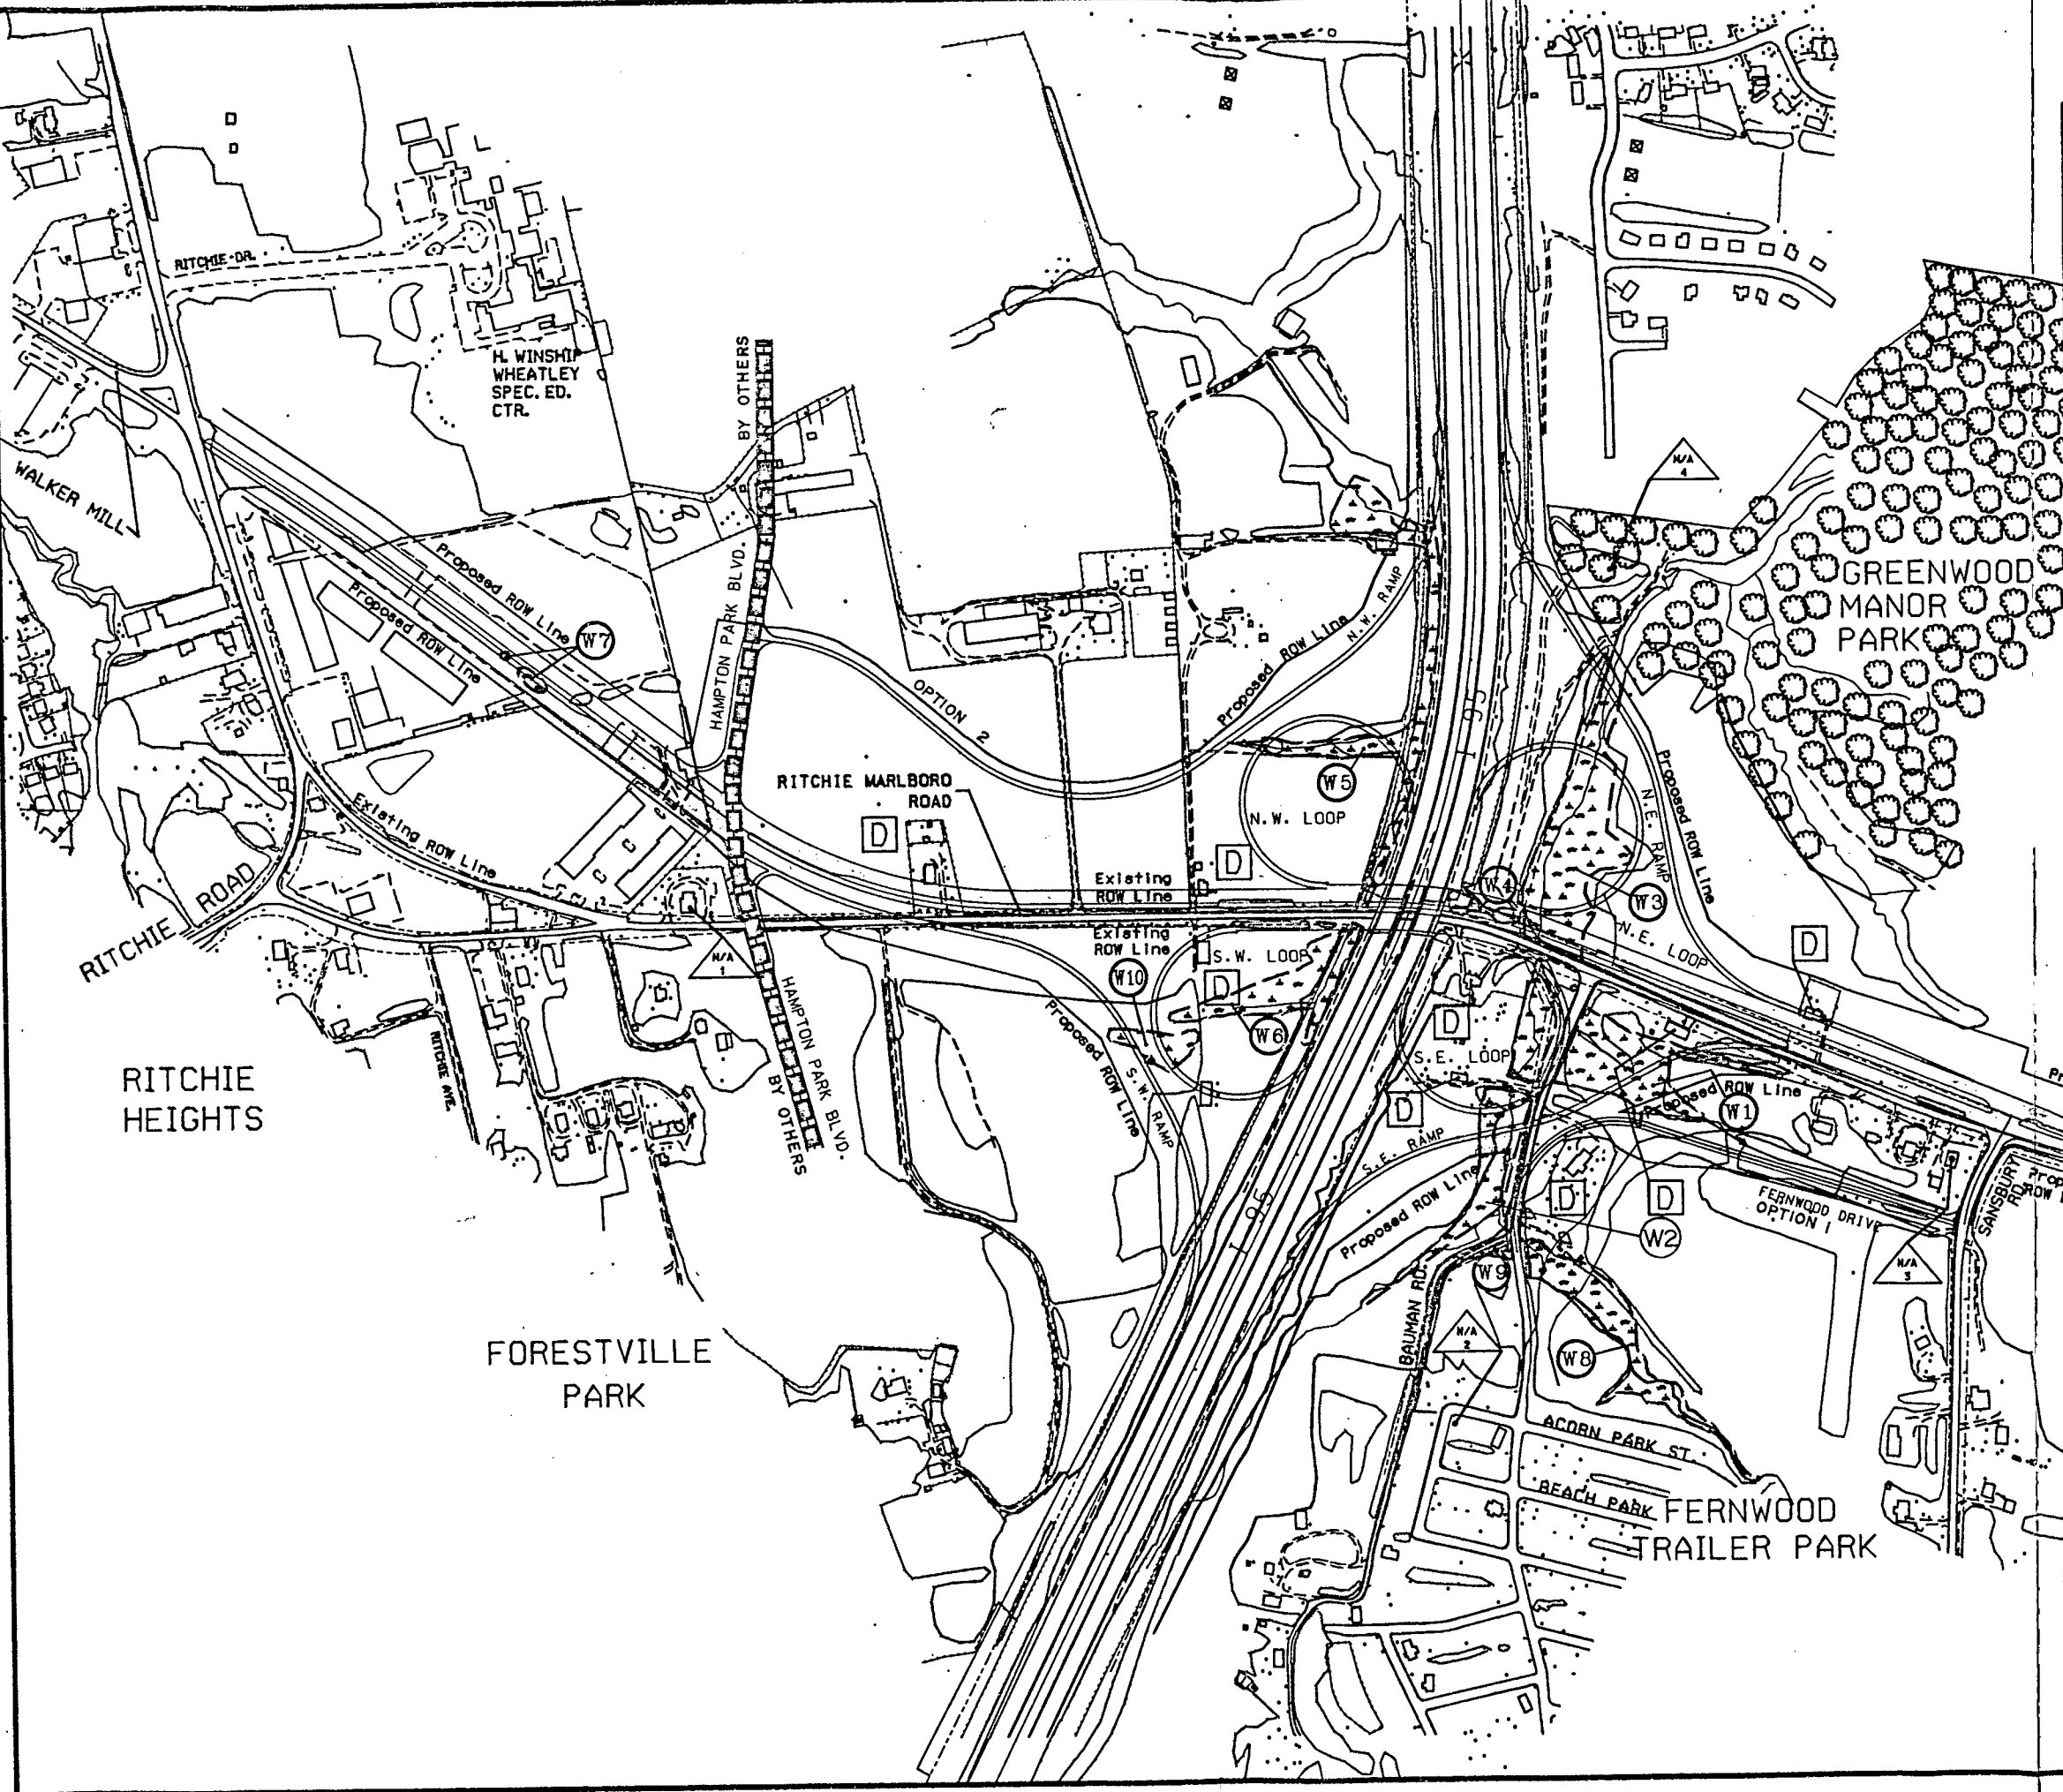 RITCHIE DR.
H. WINSHIP
WHEATLEY
SPEC. ED.
CTR.
BY OTHERS
HAMPTON PARK BLVD.
WALKER MILL
N/A
4
GREENWOOD
MANOR
PARK
Proposed ROW Line
Proposed ROW Line
W7
OPTION 2
Proposed ROW Line
N.W. RAMP
I 95
RITCHIE MARLBORO
ROAD
D
W5
N.W. LOOP
D
Proposed ROW Line
N.E. RAMP
Existing ROW Line
Existing
ROW Line
W4
W3
N.E. LOOP
D
RITCHIE ROAD
N/A
1
Existing
ROW Line
S.W. LOOP
W10
D
W6
D
S.E. LOOP
HAMPTON PARK BLVD.
BY OTHERS
Proposed ROW Line
S.W. RAMP
RITCHIE AVE.
RITCHIE
HEIGHTS
D
Proposed ROW Line
W1
S.E. RAMP
Proposed ROW Line
I 95
D
D
W2
FERNWOOD DRIVE
OPTION 1
SANSBURY
RD.
N/A
3
W9
BAUMAN RD.
N/A
2
W8
FORESTVILLE
PARK
ACORN PARK ST.
BEACH PARK
FERNWOOD
TRAILER PARK